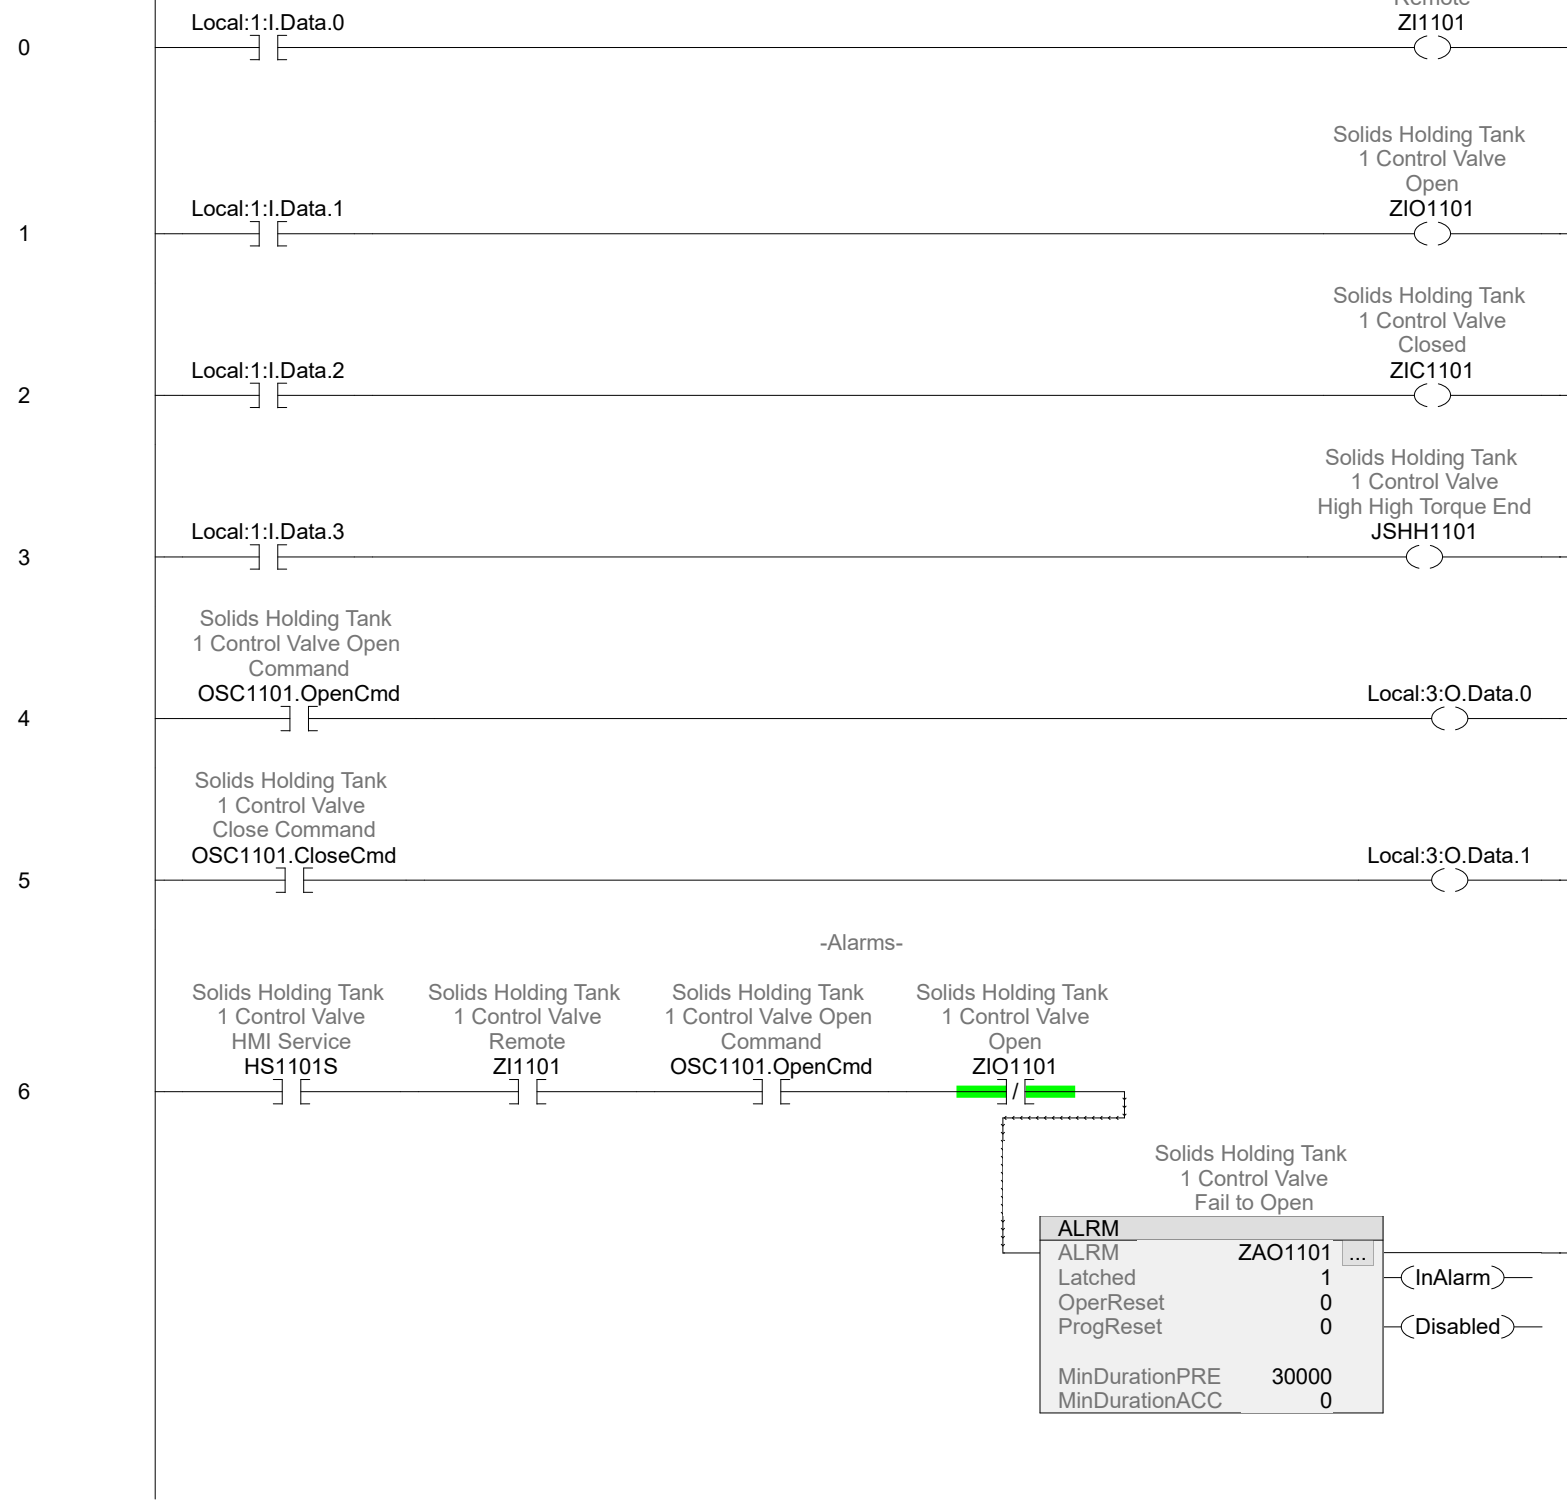 Remote
Local:1:I.Data.0
ZI1101
0
Solids Holding Tank
1 Control Valve
Open
Local:1:I.Data.1
ZIO1101
1
Solids Holding Tank
1 Control Valve
Closed
Local:1:I.Data.2
ZIC1101
2
Solids Holding Tank
1 Control Valve
High High Torque End
Local:1:I.Data.3
JSHH1101
3
Solids Holding Tank
1 Control Valve Open
Command
OSC1101.OpenCmd
Local:3:O.Data.0
4
Solids Holding Tank
1 Control Valve
Close Command
OSC1101.CloseCmd
Local:3:O.Data.1
5
-Alarms-
Solids Holding Tank
1 Control Valve
HMI Service
HS1101S
Solids Holding Tank
1 Control Valve
Remote
ZI1101
Solids Holding Tank
1 Control Valve Open
Command
OSC1101.OpenCmd
Solids Holding Tank
1 Control Valve
Open
ZIO1101
6
/
Solids Holding Tank
1 Control Valve
Fail to Open
ALRM
ALRM ZAO1101 ...
Latched 1
InAlarm
OperReset 0
ProgReset 0
Disabled
MinDurationPRE 30000
MinDurationACC 0